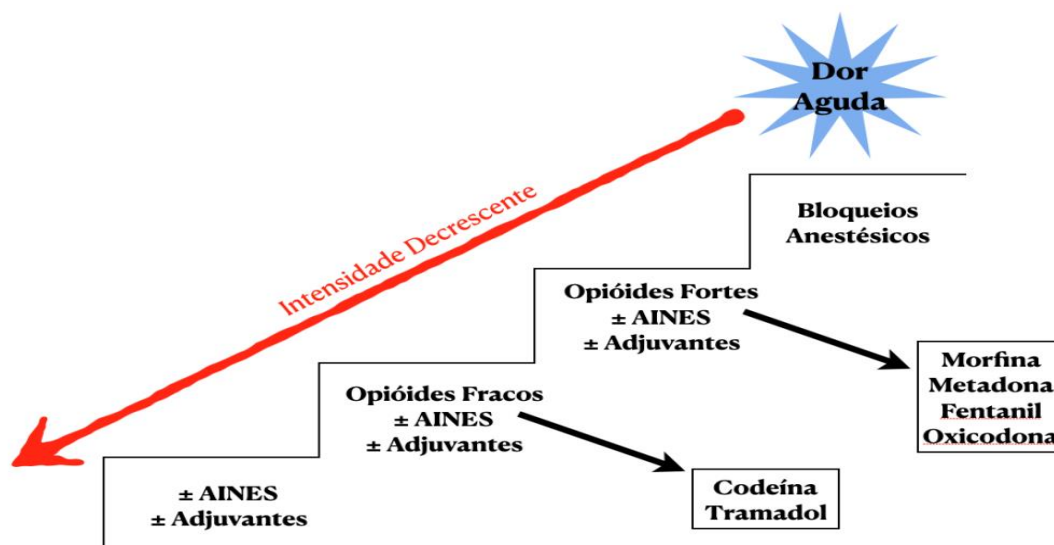 Dor
Aguda
Intensidade Decrescente
Bloqueios
Anestésicos
Opióides Fortes
± AINES
± Adjuvantes
Morfina
Metadona
Fentanil
Oxicodona
Opióides Fracos
± AINES
± Adjuvantes
Codeína
Tramadol
± AINES
± Adjuvantes